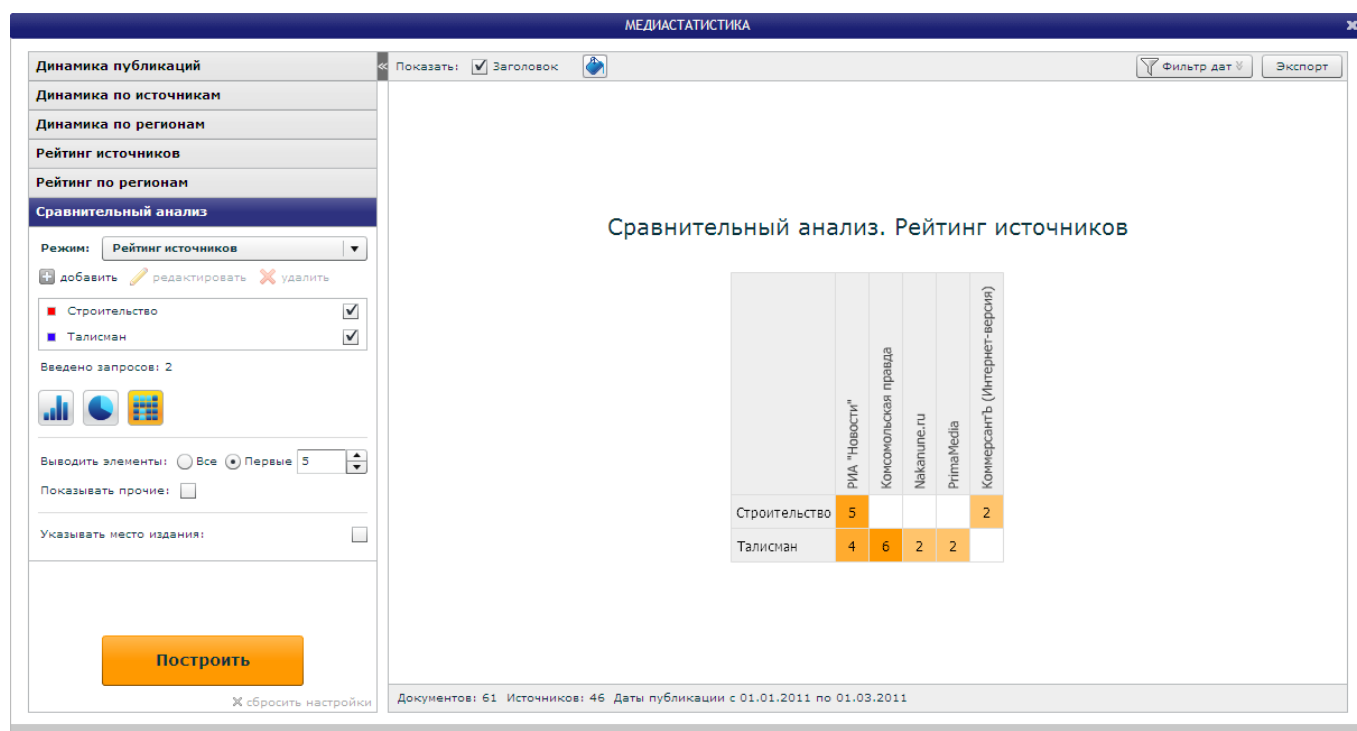 МЕДИАСТАТИСТИКА
Динамика публикаций
Динамика по источникам
Динамика по регионам
Рейтинг источников
Рейтинг по регионам
Сравнительный анализ
Режим: Рейтинг источников
добавить редактировать удалить
Строительство
Талисман
Введено запросов: 2
Выводить элементы: Все Первые 5
Показывать прочие:
Указывать место издания:
Построить
сбросить настройки
Показать: Заголовок Фильтр дат Экспорт
Сравнительный анализ. Рейтинг источников
РИА "Новости"
Комсомольская правда
Nakanune.ru
PrimaMedia
КоммерсантЪ (Интернет-версия)
Строительство 5 2
Талисман 4 6 2 2
Документов: 61 Источников: 46 Даты публикации с 01.01.2011 по 01.03.2011